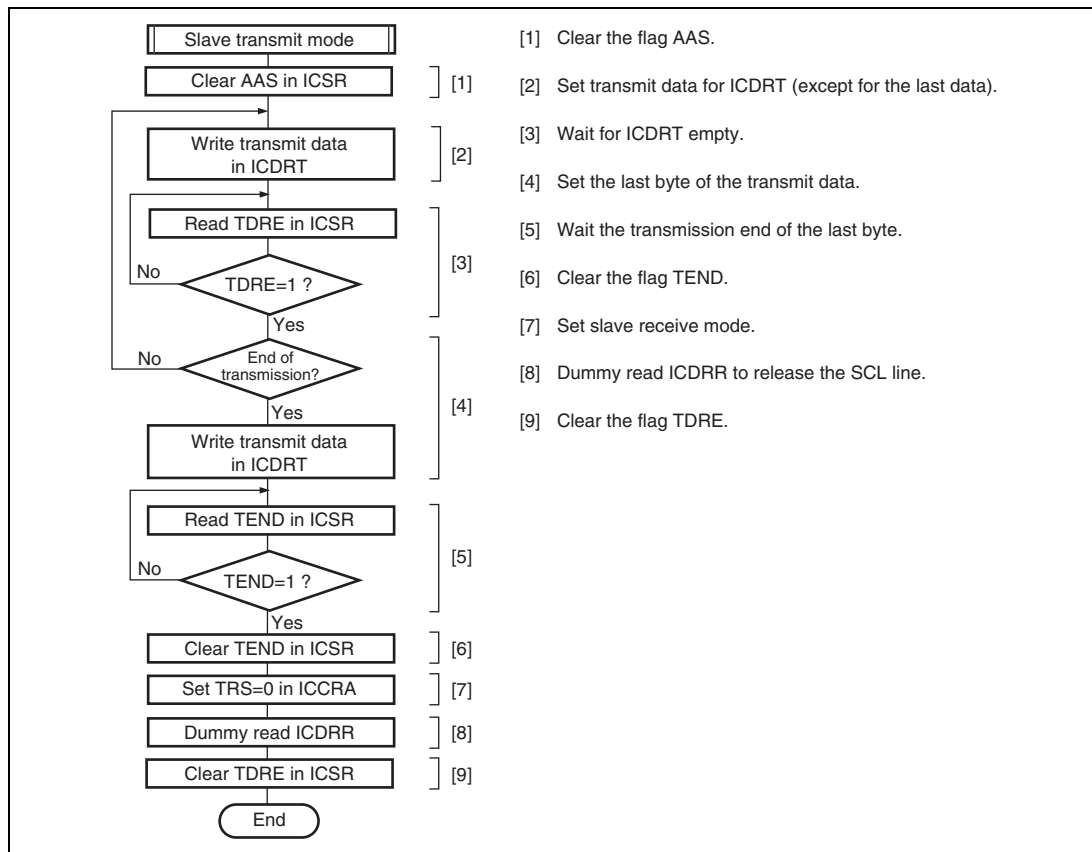 Slave transmit mode
Clear AAS in ICSR
[1]
Write transmit data
in ICDRT
[2]
Read TDRE in ICSR
No
TDRE=1 ?
[3]
Yes
No
End of
transmission?
Yes
[4]
Write transmit data
in ICDRT
Read TEND in ICSR
No
TEND=1 ?
[5]
Yes
Clear TEND in ICSR
[6]
Set TRS=0 in ICCRA
[7]
Dummy read ICDRR
[8]
Clear TDRE in ICSR
[9]
End
[1] Clear the flag AAS.
[2] Set transmit data for ICDRT (except for the last data).
[3] Wait for ICDRT empty.
[4] Set the last byte of the transmit data.
[5] Wait the transmission end of the last byte.
[6] Clear the flag TEND.
[7] Set slave receive mode.
[8] Dummy read ICDRR to release the SCL line.
[9] Clear the flag TDRE.